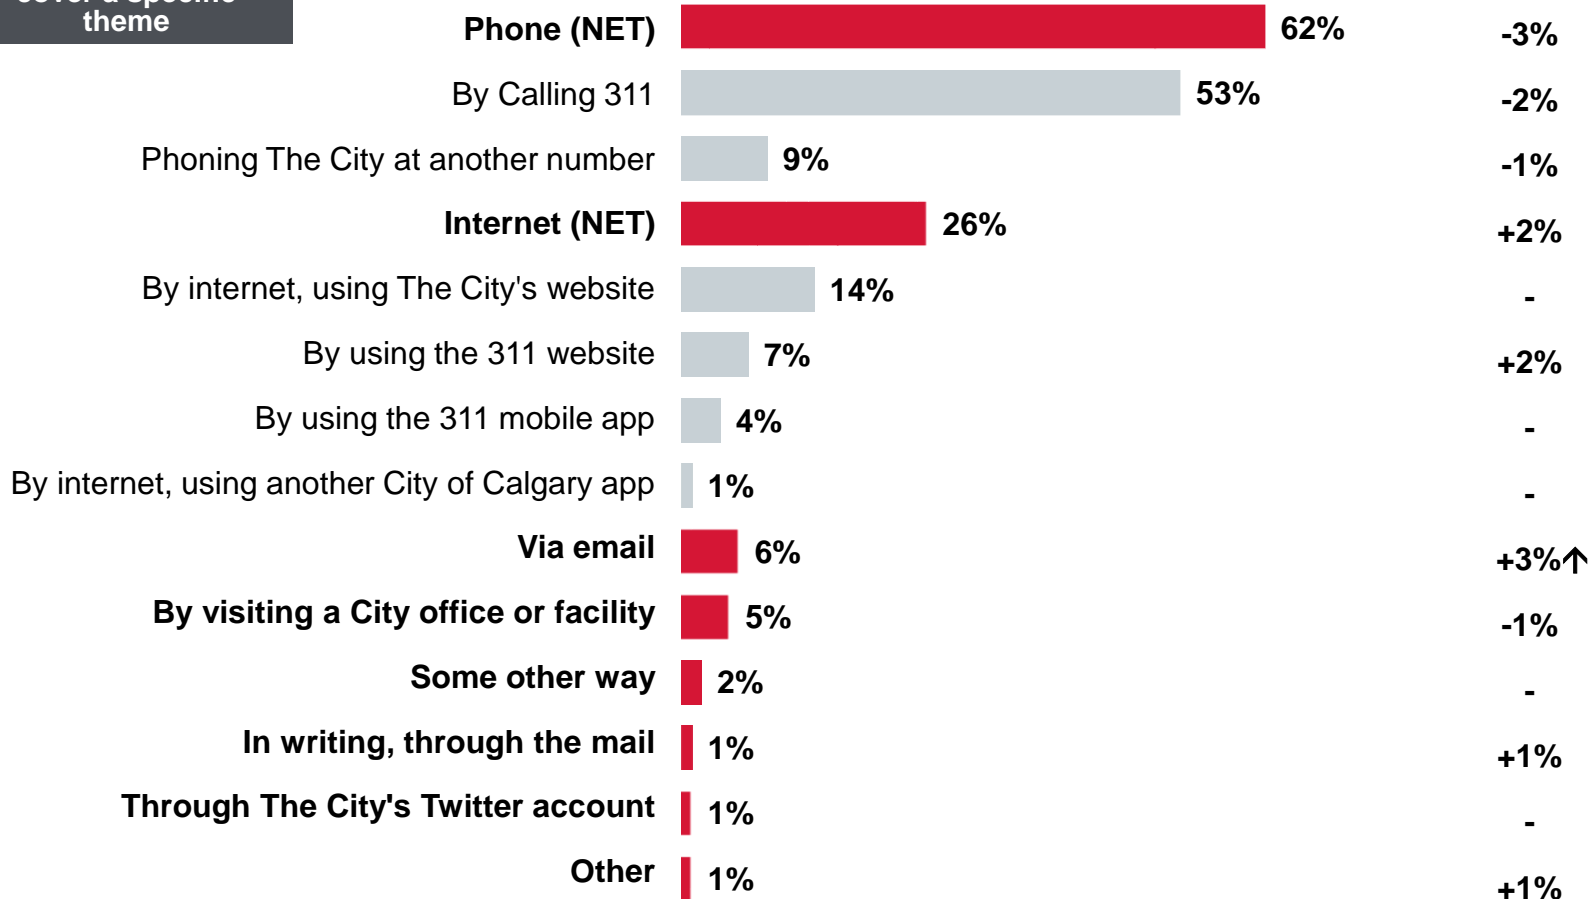 cover a specific
theme
Phone (NET) 62% -3%
By Calling 311 53% -2%
Phoning The City at another number 9% -1%
Internet (NET) 26% +2%
By internet, using The City's website 14% -
By using the 311 website 7% +2%
By using the 311 mobile app 4% -
By internet, using another City of Calgary app 1% -
Via email 6% +3%↑
By visiting a City office or facility 5% -1%
Some other way 2% -
In writing, through the mail 1% +1%
Through The City's Twitter account 1% -
Other 1% +1%